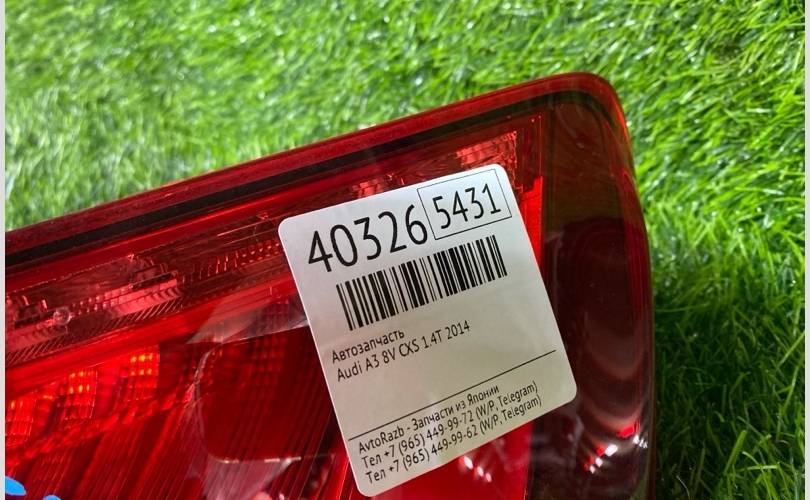 40326 5431
Автозапчасть
Audi A3 8V CXS 1.4T 2014
AvtoRazb - Запчасти из Японии
Тел +7 (965) 449-99-72 (W/P, Telegram)
Тел +7 (965) 449-99-62 (W/P, Telegram)